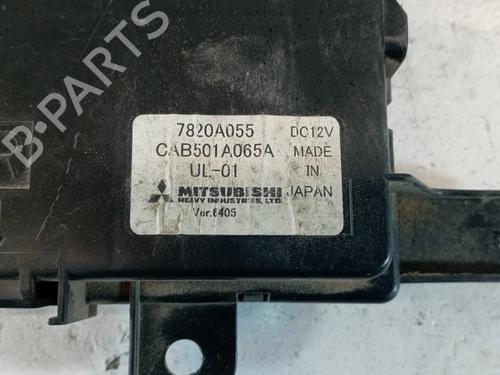 7820A055 DC12V
CAB501A065A MADE
UL-01 IN
MITSUBISHI JAPAN
HEAVY INDUSTRIES, LTD.
Ver.6405
B-PARTS